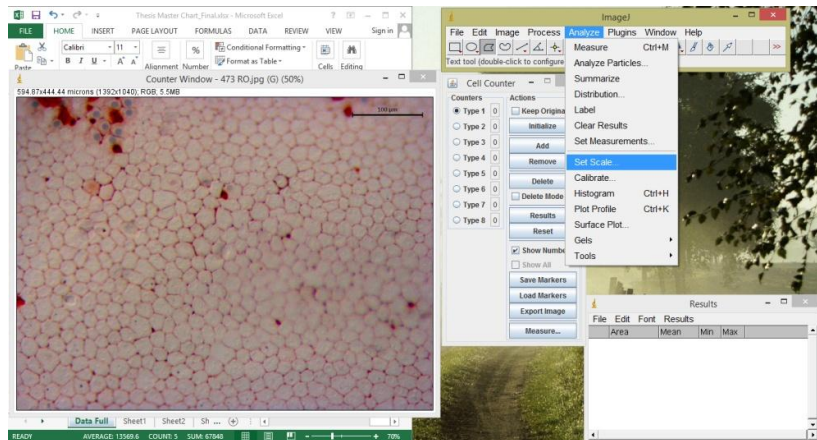 Thesis Master Chart_Final.xlsx - Microsoft Excel
FILE HOME INSERT PAGE LAYOUT FORMULAS DATA REVIEW VIEW Sign in
Calibri 11
B I U A A
Paste Alignment Number
%
Conditional Formatting
Format as Table
Cells Editing
Counter Window - 473 RO.jpg (G) (50%)
594.87x444.44 microns (1392x1040); RGB; 5.5MB
100 µm
Data Full Sheet1 Sheet2 Sh ...
READY AVERAGE: 13569.6 COUNT: 5 SUM: 67848 70%
ImageJ
File Edit Image Process Analyze Plugins Window Help
Text tool (double-click to configure
Measure Ctrl+M
Analyze Particles...
Summarize
Distribution...
Label
Clear Results
Set Measurements...
Set Scale...
Calibrate...
Histogram Ctrl+H
Plot Profile Ctrl+K
Surface Plot...
Gels
Tools
Cell Counter
Counters
Type 1 0
Type 2 0
Type 3 0
Type 4 0
Type 5 0
Type 6 0
Type 7 0
Type 8 0
Actions
Keep Origina
Initialize
Add
Remove
Delete
Delete Mode
Results
Reset
Show Numbe
Show All
Save Markers
Load Markers
Export Image
Measure...
Results
File Edit Font Results
Area Mean Min Max